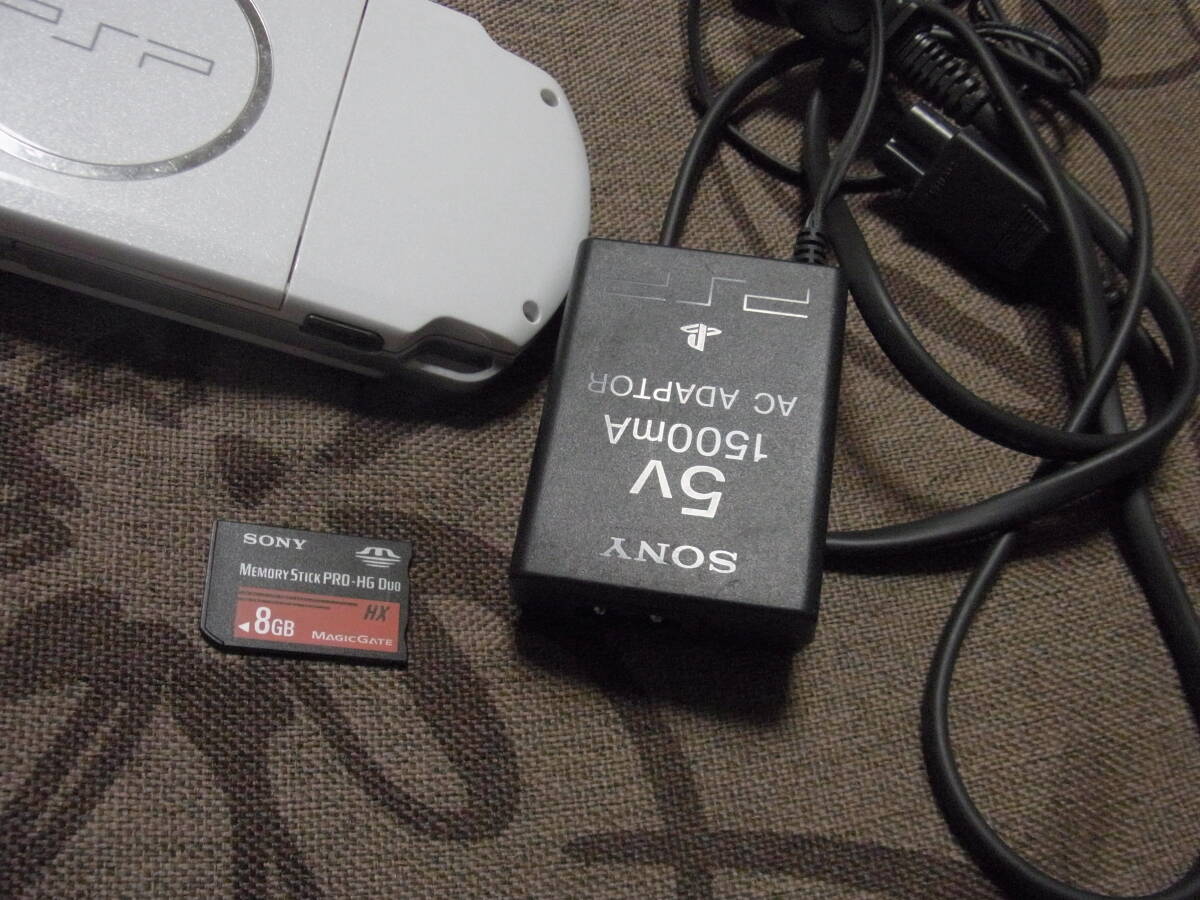 PSP
SONY
5v
1500mA
AC ADAPTOR
PSP
SONY
MEMORY STICK PRO-HG DUO
HX
◄8GB
MAGICGATE